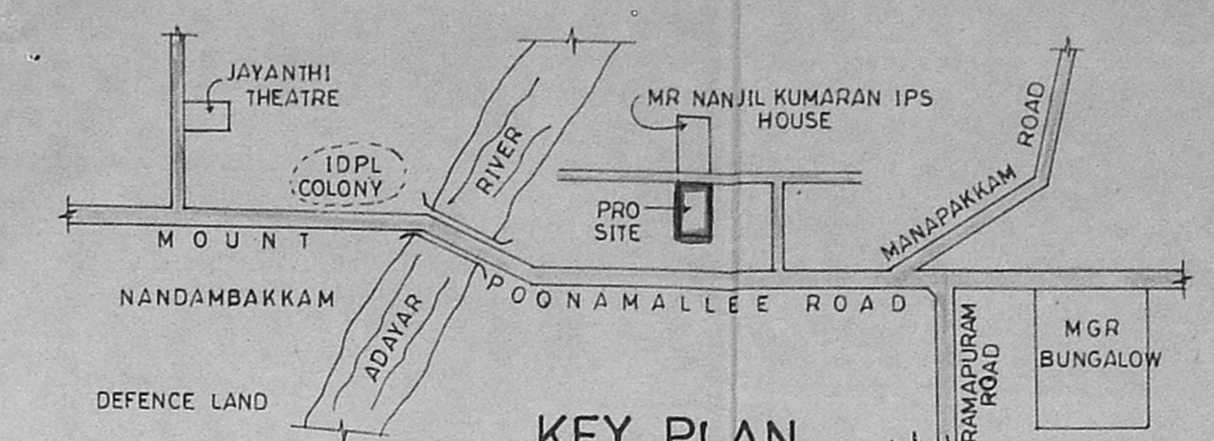 JAYANTHI
THEATRE
IDPL
COLONY
RIVER
MR NANJIL KUMARAN IPS
HOUSE
PRO
SITE
MANAPAKKAM ROAD
MOUNT POONAMALLEE ROAD
NANDAMBAKKAM
ADAYAR
DEFENCE LAND
RAMAPURAM
ROAD
MGR
BUNGALOW
KEY PLAN